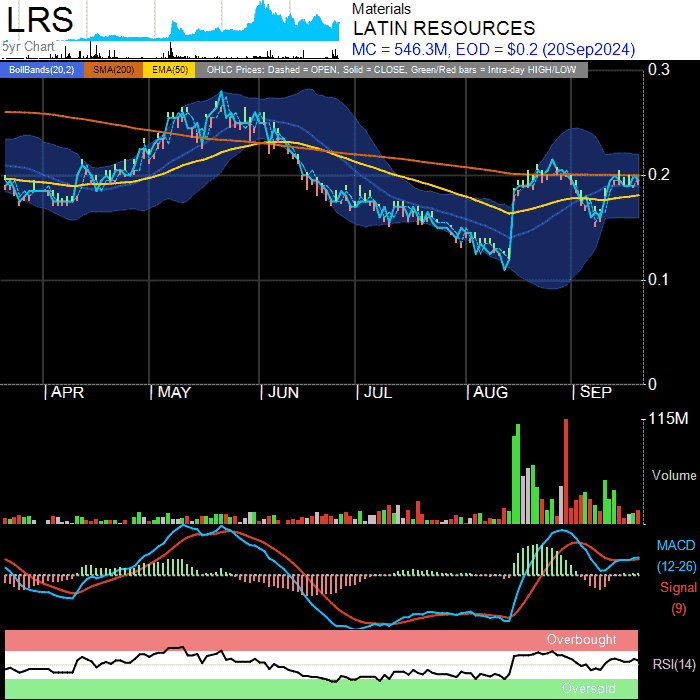 LRS
5yr Chart
Materials
LATIN RESOURCES
MC = 546.3M, EOD = $0.2 (20Sep2024)
BollBands(20,2) SMA(200) EMA(50) OHLC Prices: Dashed = OPEN, Solid = CLOSE, Green/Red bars = Intra-day HIGH/LOW
0.3
0.2
0.1
0
| APR | MAY | JUN | JUL | AUG | SEP
115M
Volume
MACD
(12-26)
Signal
(9)
Overbought
RSI(14)
Oversold